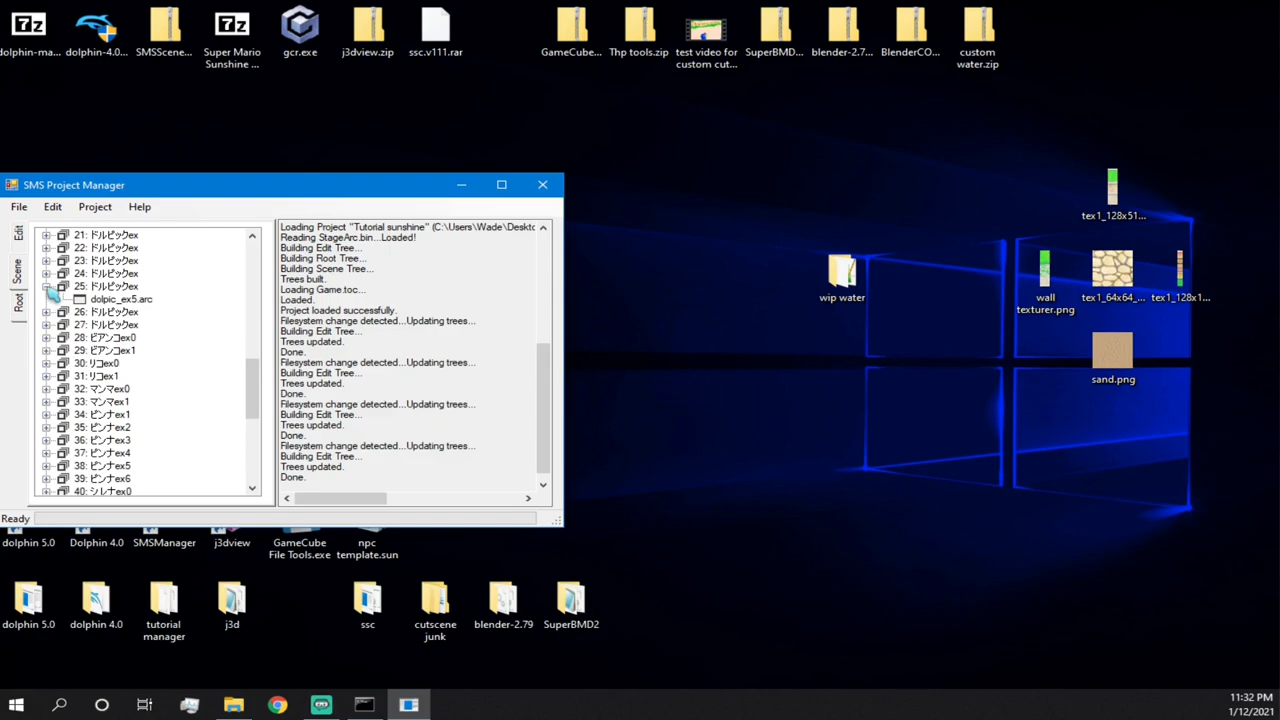 dolphin-ma...
dolphin-4.0...
SMSScene...
Super Mario
Sunshine ...
gcr.exe
j3dview.zip
ssc.v111.rar
GameCube...
Thp tools.zip
test video for
custom cut...
SuperBMD...
blender-2.7...
BlenderCO...
custom
water.zip
SMS Project Manager
File
Edit
Project
Help
Edit
Scene
Root
21: ドルピックex
22: ドルピックex
23: ドルピックex
24: ドルピックex
25: ドルピックex
dolpic_ex5.arc
26: ドルピックex
27: ドルピックex
28: ビアンコex0
29: ビアンコex1
30: リコex0
31: リコex1
32: マンマex0
33: マンマex1
34: ピンナex1
35: ピンナex2
36: ピンナex3
37: ピンナex4
38: ピンナex5
39: ピンナex6
40: シレナex0
Loading Project "Tutorial sunshine" (C:\Users\Wade\Deskto
Reading StageArc.bin...Loaded!
Building Edit Tree...
Building Root Tree...
Building Scene Tree...
Trees built.
Loading Game.toc...
Loaded.
Project loaded successfully.
Filesystem change detected...Updating trees...
Building Edit Tree...
Trees updated.
Done.
Filesystem change detected...Updating trees...
Building Edit Tree...
Trees updated.
Done.
Filesystem change detected...Updating trees...
Building Edit Tree...
Trees updated.
Done.
Filesystem change detected...Updating trees...
Building Edit Tree...
Trees updated.
Done.
Ready
wip water
tex1_128x51...
wall
texturer.png
tex1_64x64_...
tex1_128x1...
sand.png
dolphin 5.0
Dolphin 4.0
SMSManager
j3dview
GameCube
File Tools.exe
npc
template.sun
dolphin 5.0
dolphin 4.0
tutorial
manager
j3d
ssc
cutscene
junk
blender-2.79
SuperBMD2
11:32 PM
1/12/2021